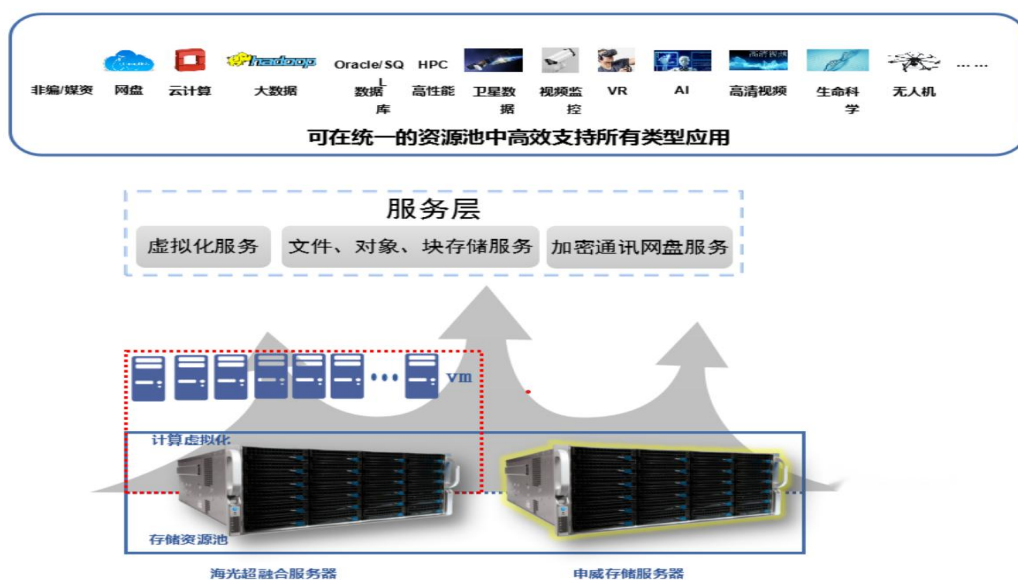 hadoop
Oracle/SQL
HPC
非编/媒资
网盘
云计算
大数据
数据库
高性能
卫星数据
视频监控
VR
AI
高清视频
生命科学
无人机
……
可在统一的资源池中高效支持所有类型应用
服务层
虚拟化服务
文件、对象、块存储服务
加密通讯网盘服务
vm
计算虚拟化
存储资源池
海光超融合服务器
申威存储服务器